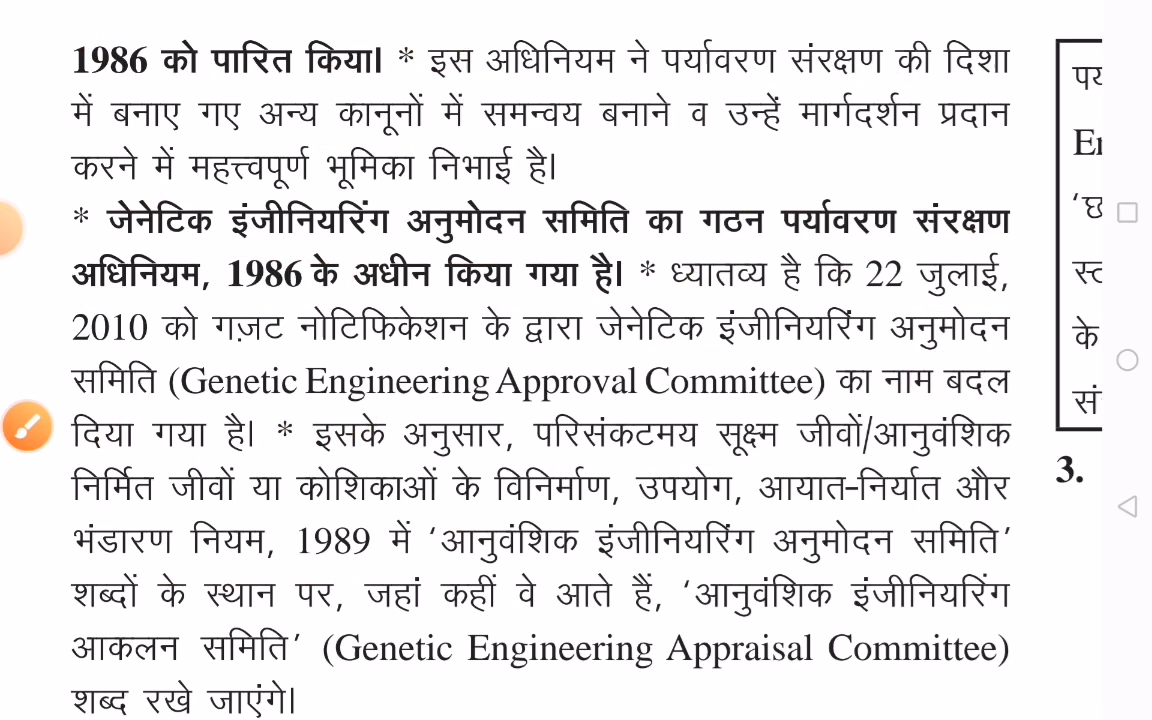 1986 को पारित किया। * इस अधिनियम ने पर्यावरण संरक्षण की दिशा
में बनाए गए अन्य कानूनों में समन्वय बनाने व उन्हें मार्गदर्शन प्रदान
करने में महत्त्वपूर्ण भूमिका निभाई है।
* जेनेटिक इंजीनियरिंग अनुमोदन समिति का गठन पर्यावरण संरक्षण
अधिनियम, 1986 के अधीन किया गया है। * ध्यातव्य है कि 22 जुलाई,
2010 को गज़ट नोटिफिकेशन के द्वारा जेनेटिक इंजीनियरिंग अनुमोदन
समिति (Genetic Engineering Approval Committee) का नाम बदल
दिया गया है। * इसके अनुसार, परिसंकटमय सूक्ष्म जीवों/आनुवंशिक
निर्मित जीवों या कोशिकाओं के विनिर्माण, उपयोग, आयात-निर्यात और
भंडारण नियम, 1989 में ‘आनुवंशिक इंजीनियरिंग अनुमोदन समिति’
शब्दों के स्थान पर, जहां कहीं वे आते हैं, ‘आनुवंशिक इंजीनियरिंग
आकलन समिति’ (Genetic Engineering Appraisal Committee)
शब्द रखे जाएंगे।
के
3.